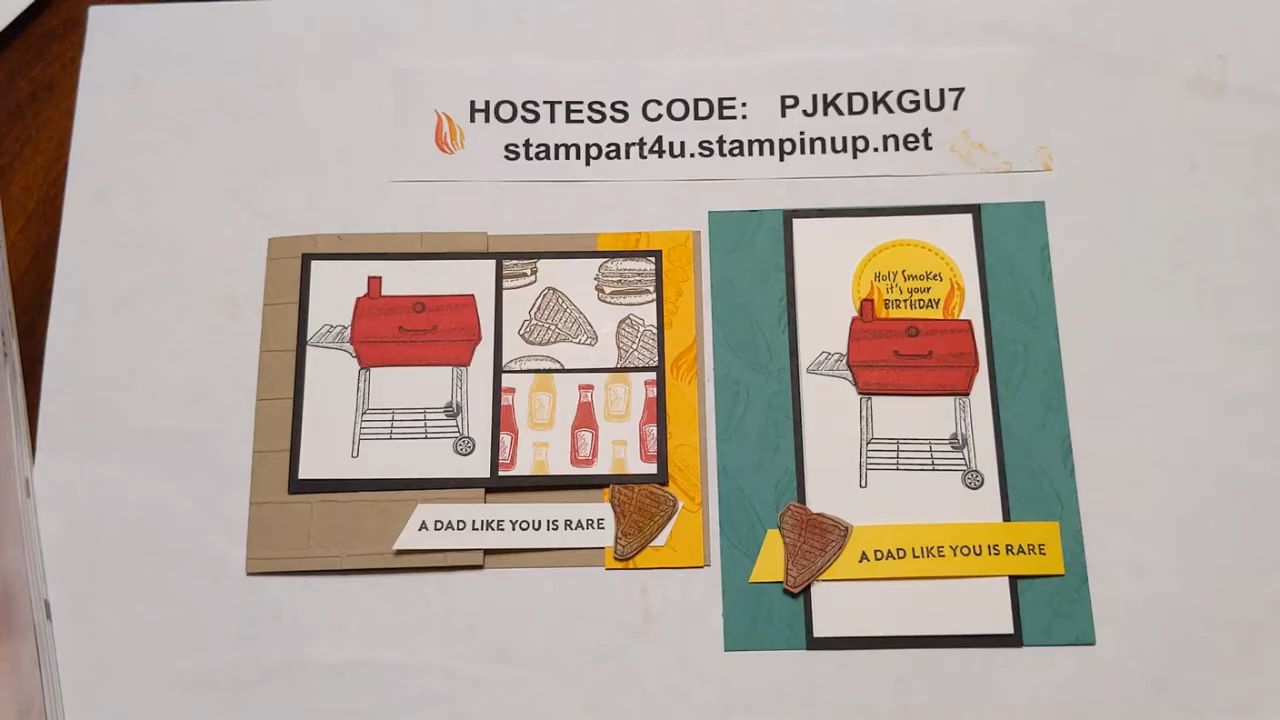 HOSTESS CODE: PJKDKGU7
stampart4u.stampinup.net
Holy Smokes
it's your
BIRTHDAY
A DAD LIKE YOU IS RARE
A DAD LIKE YOU IS RARE